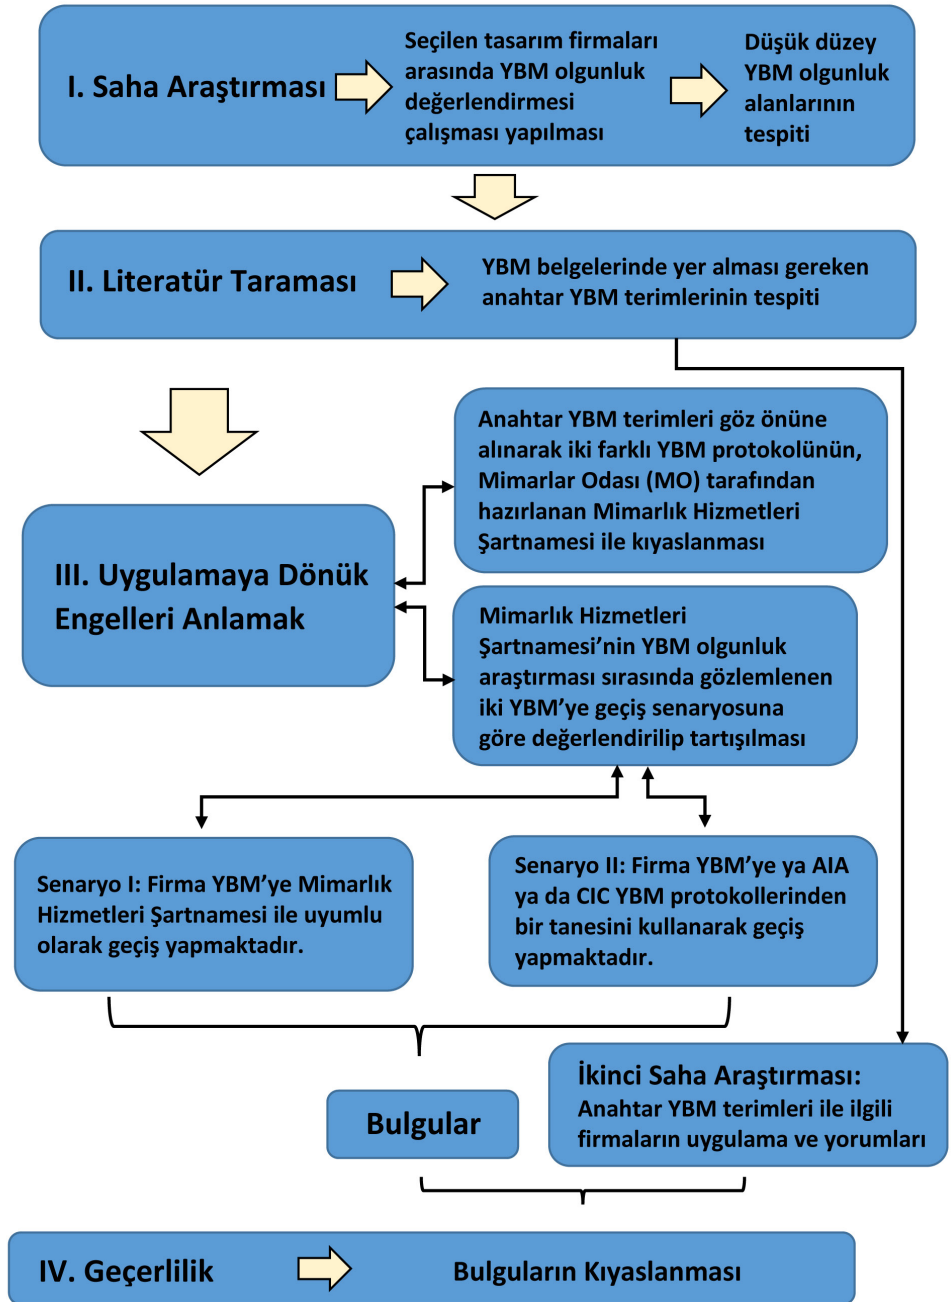 I. Saha Araştırması
Seçilen tasarım firmaları
arasında YBM olgunluk
değerlendirmesi
çalışması yapılması
Düşük düzey
YBM olgunluk
alanlarının
tespiti
II. Literatür Taraması
YBM belgelerinde yer alması gereken
anahtar YBM terimlerinin tespiti
Anahtar YBM terimleri göz önüne
alınarak iki farklı YBM protokolünün,
Mimarlar Odası (MO) tarafından
hazırlanan Mimarlık Hizmetleri
Şartnamesi ile kıyaslanması
III. Uygulamaya Dönük
Engelleri Anlamak
Mimarlık Hizmetleri
Şartnamesi’nin YBM olgunluk
araştırması sırasında gözlemlenen
iki YBM’ye geçiş senaryosuna
göre değerlendirilip tartışılması
Senaryo I: Firma YBM’ye Mimarlık
Hizmetleri Şartnamesi ile uyumlu
olarak geçiş yapmaktadır.
Senaryo II: Firma YBM’ye ya AIA
ya da CIC YBM protokollerinden
bir tanesini kullanarak geçiş
yapmaktadır.
Bulgular
İkinci Saha Araştırması:
Anahtar YBM terimleri ile ilgili
firmaların uygulama ve yorumları
IV. Geçerlilik
Bulguların Kıyaslanması